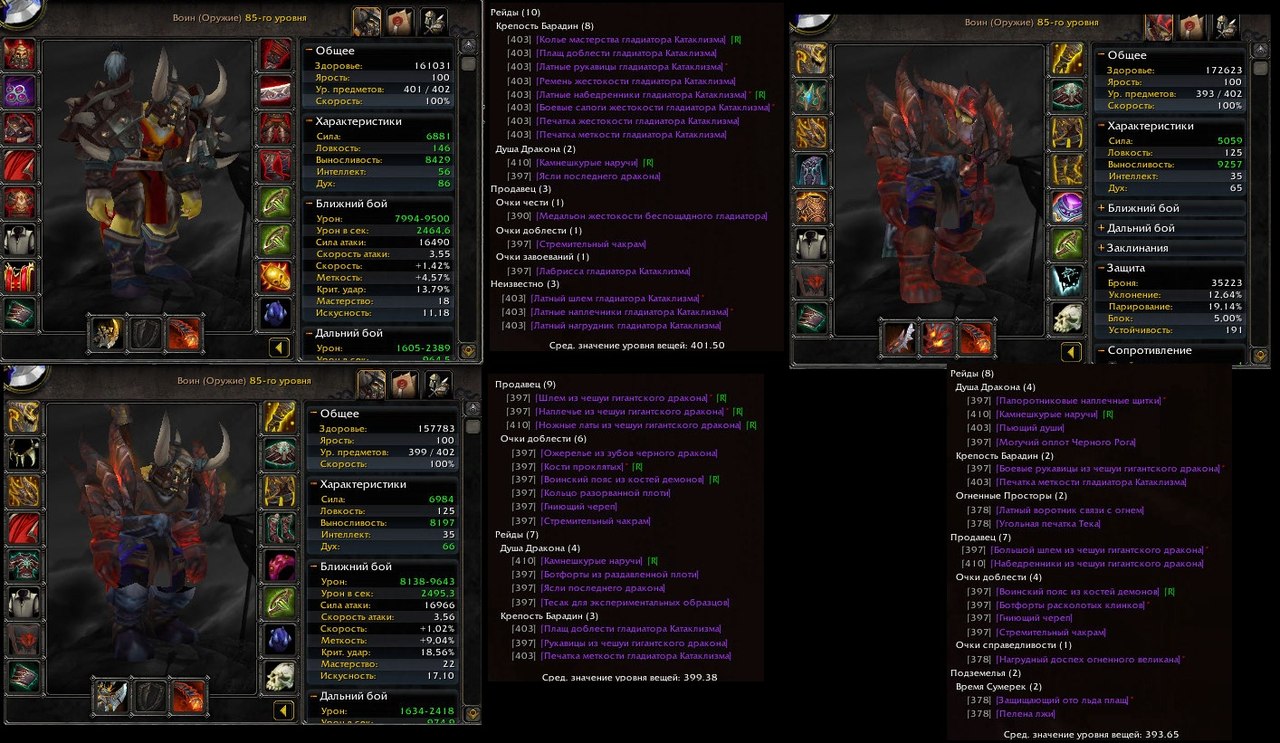 Воин (Оружие) 85-го уровня
Общее
Здоровье: 161031
Ярость: 100
Ур. предметов: 401 / 402
Скорость: 100%
Характеристики
Сила: 6881
Ловкость: 146
Выносливость: 8429
Интеллект: 56
Дух: 86
Ближний бой
Урон: 7994-9500
Урон в сек: 2464,6
Сила атаки: 16490
Скорость атаки: 3,55
Скорость: +1,42%
Меткость: +4,57%
Крит. удар: 13,79%
Мастерство: 18
Искусность: 11,18
Дальний бой
Урон: 1605-2389
Рейды (10)
Крепость Барадин (8)
[403] [Колье мастерства гладиатора Катаклизма] [R]
[403] [Плащ доблести гладиатора Катаклизма]
[403] [Латные рукавицы гладиатора Катаклизма]*
[403] [Ремень жестокости гладиатора Катаклизма]
[403] [Латные набедренники гладиатора Катаклизма]* [R]
[403] [Боевые сапоги жестокости гладиатора Катаклизма]*
[403] [Печатка жестокости гладиатора Катаклизма]
[403] [Печатка меткости гладиатора Катаклизма]
Душа Дракона (2)
[410] [Камнешкурые наручи] [R]
[397] [Ясли последнего дракона]
Продавец (3)
Очки чести (1)
[390] [Медальон жестокости беспощадного гладиатора]
Очки доблести (1)
[397] [Стремительный чакрам]
Очки завоеваний (1)
[397] [Лабрисса гладиатора Катаклизма]
Неизвестно (3)
[403] [Латный шлем гладиатора Катаклизма]*
[403] [Латные наплечники гладиатора Катаклизма]*
[403] [Латный нагрудник гладиатора Катаклизма]
Сред. значение уровня вещей: 401.50
Воин (Оружие) 85-го уровня
Общее
Здоровье: 172623
Ярость: 100
Ур. предметов: 393 / 402
Скорость: 100%
Характеристики
Сила: 5059
Ловкость: 125
Выносливость: 9257
Интеллект: 35
Дух: 65
Ближний бой
Дальний бой
Заклинания
Защита
Броня: 35223
Уклонение: 12,64%
Парирование: 19,14%
Блок: 5,00%
Устойчивость: 191
Сопротивление
Воин (Оружие) 85-го уровня
Общее
Здоровье: 157783
Ярость: 100
Ур. предметов: 399 / 402
Скорость: 100%
Характеристики
Сила: 6984
Ловкость: 125
Выносливость: 8197
Интеллект: 35
Дух: 66
Ближний бой
Урон: 8138-9643
Урон в сек: 2495,3
Сила атаки: 16966
Скорость атаки: 3,56
Скорость: +1,02%
Меткость: +9,04%
Крит. удар: 18,56%
Мастерство: 22
Искусность: 17,10
Дальний бой
Урон: 1634-2418
Продавец (9)
[397] [Шлем из чешуи гигантского дракона]* [R]
[397] [Наплечье из чешуи гигантского дракона]* [R]
[410] [Ножные латы из чешуи гигантского дракона] [R]
Очки доблести (6)
[397] [Ожерелье из зубов черного дракона]
[397] [Кости проклятых]* [R]
[397] [Воинский пояс из костей демонов] [R]
[397] [Кольцо разорванной плоти]
[397] [Гниющий череп]
[397] [Стремительный чакрам]
Рейды (7)
Душа Дракона (4)
[410] [Камнешкурые наручи] [R]
[397] [Ботфорты из раздавленной плоти]
[397] [Ясли последнего дракона]
[397] [Тесак для экспериментальных образцов]
Крепость Барадин (3)
[403] [Плащ доблести гладиатора Катаклизма]
[397] [Рукавицы из чешуи гигантского дракона]
[403] [Печатка меткости гладиатора Катаклизма]
Сред. значение уровня вещей: 399.38
Рейды (8)
Душа Дракона (4)
[397] [Папоротниковые наплечные щитки]*
[410] [Камнешкурые наручи] [R]
[403] [Пьющий души]
[397] [Могучий оплот Черного Рога]
Крепость Барадин (2)
[397] [Боевые рукавицы из чешуи гигантского дракона]*
[403] [Печатка меткости гладиатора Катаклизма]
Огненные Просторы (2)
[378] [Латный воротник связи с огнем]
[378] [Угольная печатка Тека]
Продавец (7)
[397] [Большой шлем из чешуи гигантского дракона]*
[410] [Набедренники из чешуи гигантского дракона]
Очки доблести (4)
[397] [Воинский пояс из костей демонов] [R]
[397] [Ботфорты расколотых клинков]*
[397] [Гниющий череп]
[397] [Стремительный чакрам]
Очки справедливости (1)
[378] [Нагрудный доспех огненного великана]*
Подземелья (2)
Время Сумерек (2)
[378] [Защищающий ото льда плащ]*
[378] [Пелена лжи]
Сред. значение уровня вещей: 393.65